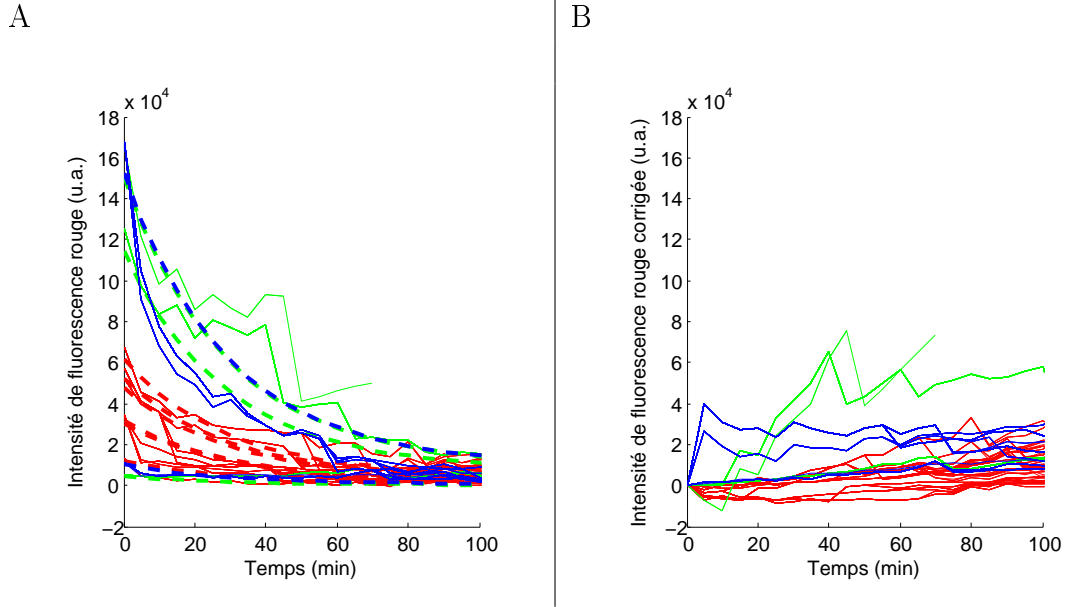 A
x 10⁴
18
16
14
12
10
8
6
4
2
0
−2
0 20 40 60 80 100
Temps (min)
Intensité de fluorescence rouge (u.a.)
B
x 10⁴
18
16
14
12
10
8
6
4
2
0
−2
0 20 40 60 80 100
Temps (min)
Intensité de fluorescence rouge corrigée (u.a.)